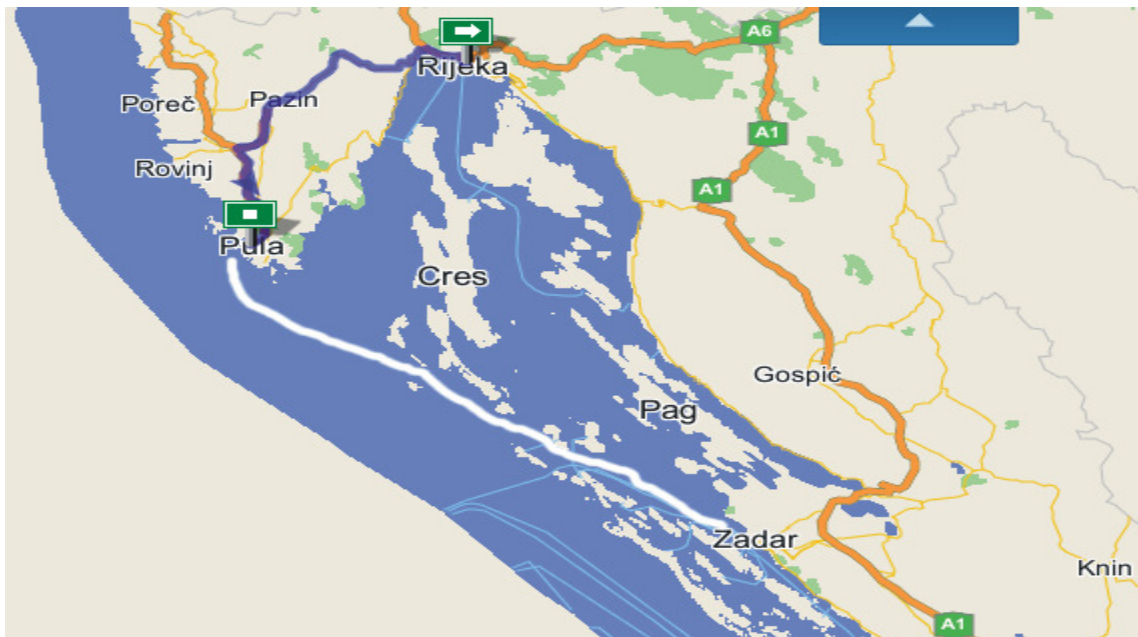 A6
Rijeka
Poreč
Pazin
A1
Rovinj
A1
Pula
Cres
Gospić
Pag
Zadar
Knin
A1